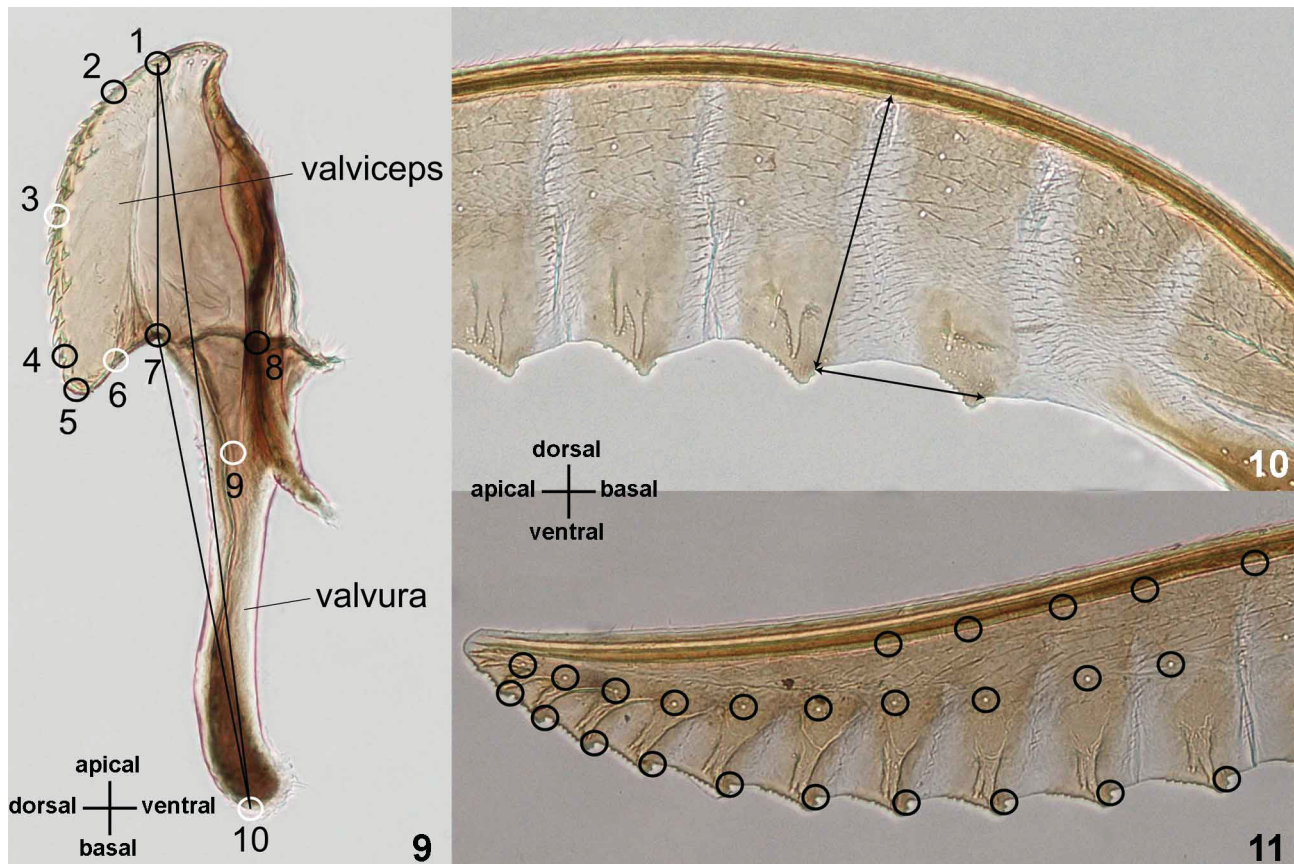 1
2
valviceps
3
4
5
6
7
8
9
valvura
apical
dorsal ventral
basal
10
9
10
dorsal
apical basal
ventral
11